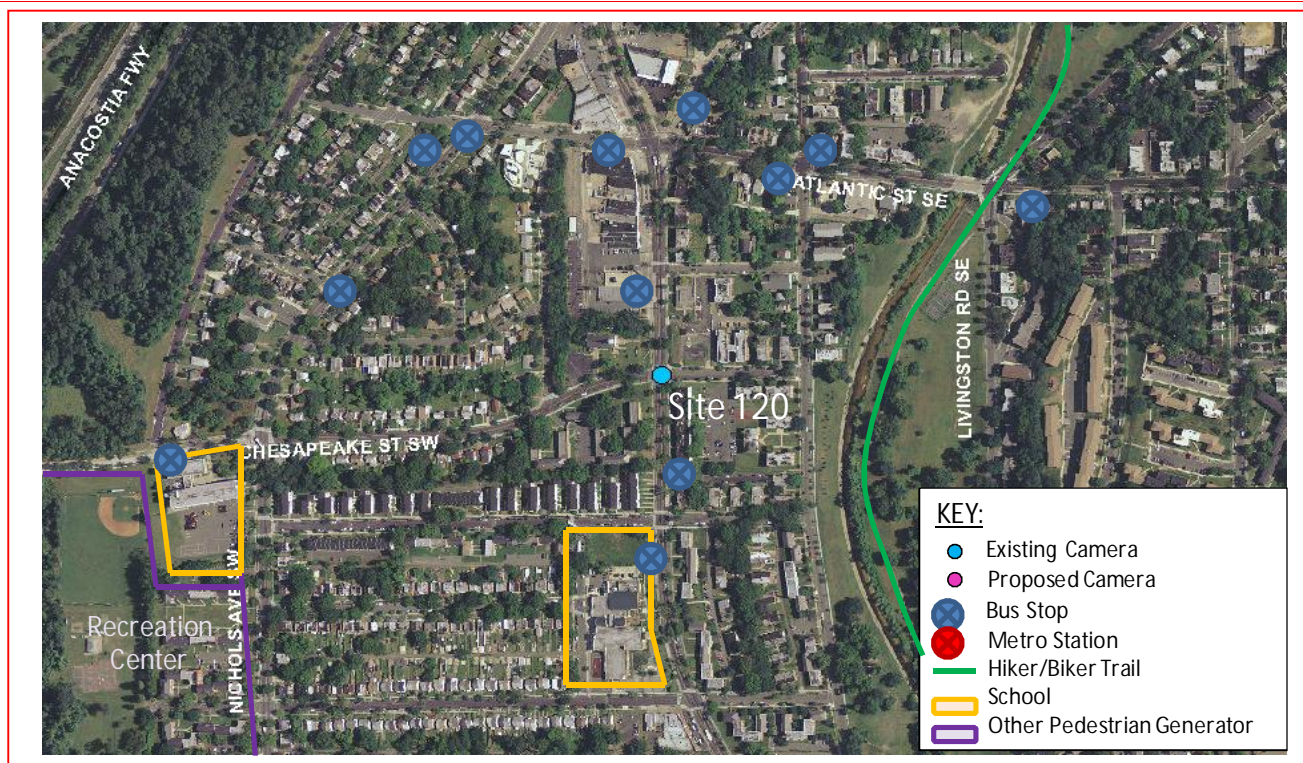 ANACOSTIA FWY
ATLANTIC ST SE
LIVINGSTON RD SE
Site 120
CHESAPEAKE ST SW
NICHOLS AVE SW
Recreation
Center
KEY:
Existing Camera
Proposed Camera
Bus Stop
Metro Station
Hiker/Biker Trail
School
Other Pedestrian Generator